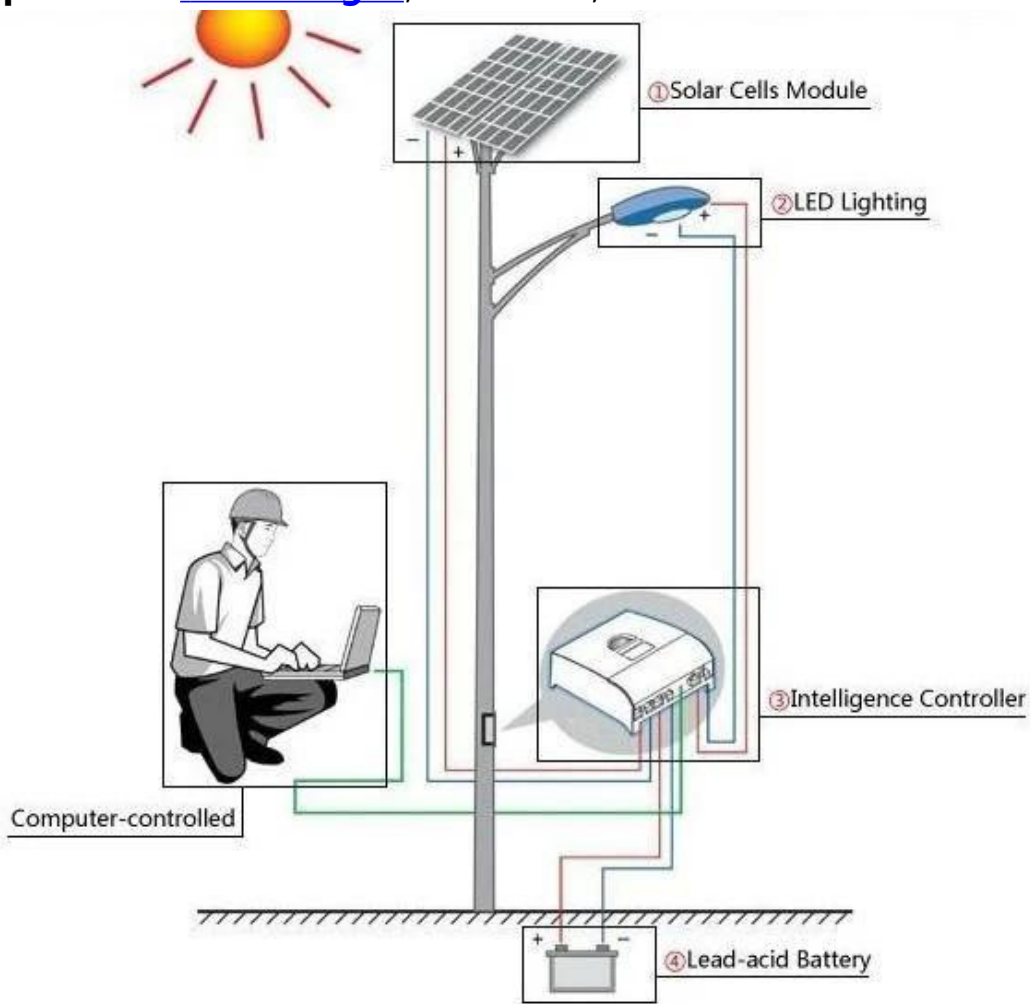 ①Solar Cells Module
−
+
②LED Lighting
+
−
③Intelligence Controller
Computer-controlled
+
−
④Lead-acid Battery